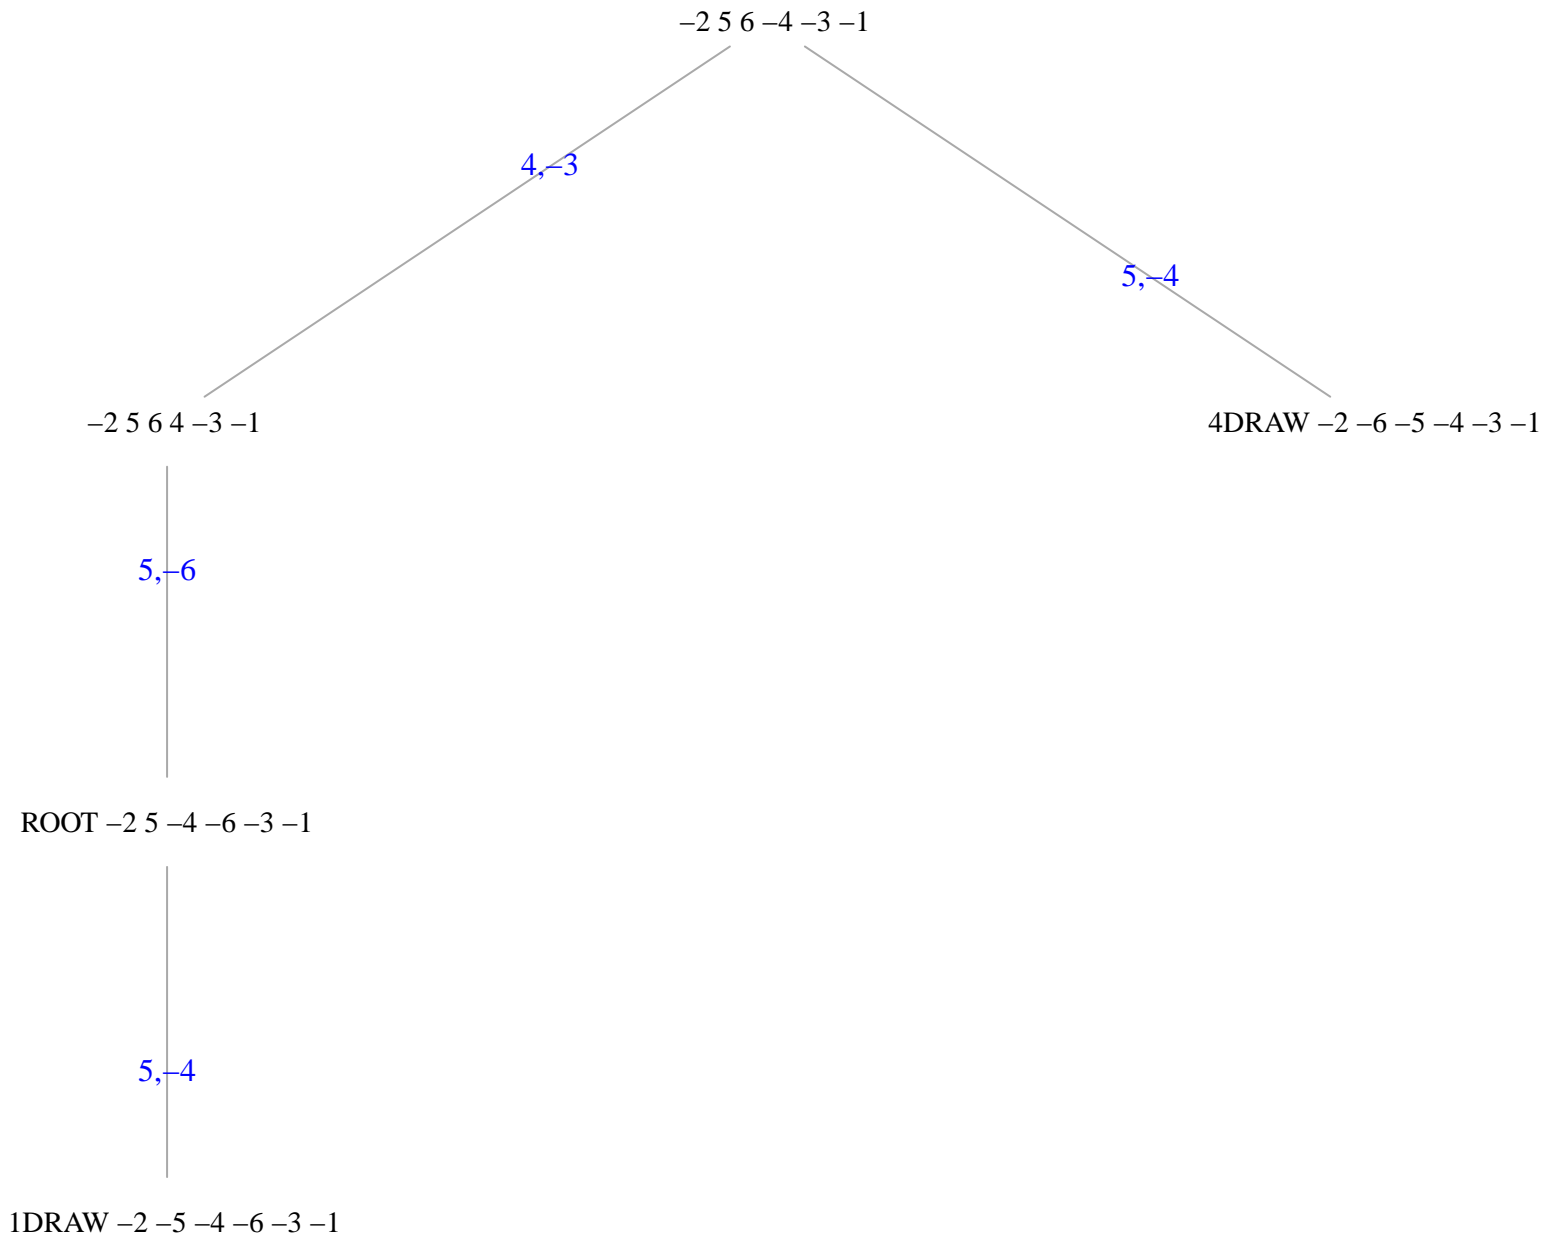 –2 5 6 –4 –3 –1
4,–3
5,–4
–2 5 6 4 –3 –1
4DRAW –2 –6 –5 –4 –3 –1
5,–6
ROOT –2 5 –4 –6 –3 –1
5,–4
1DRAW –2 –5 –4 –6 –3 –1